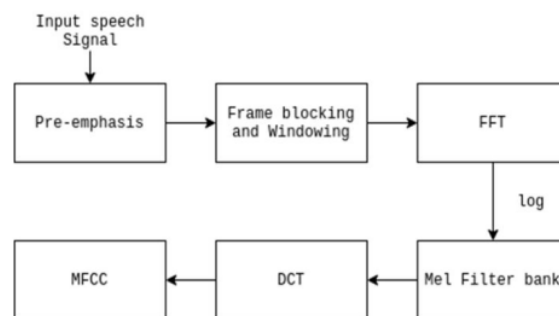 Input speech
Signal
Pre-emphasis
Frame blocking
and Windowing
FFT
log
MFCC
DCT
Mel Filter bank